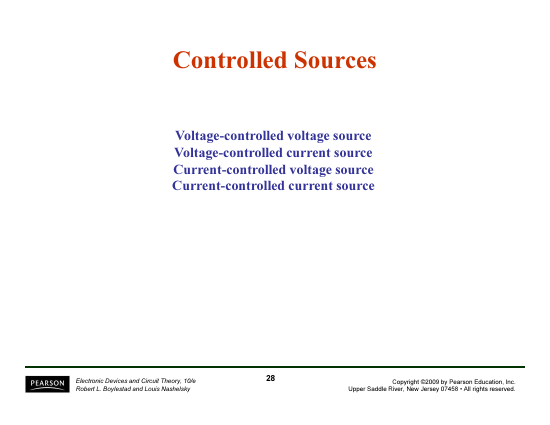 Controlled Sources
Voltage-controlled voltage source
Voltage-controlled current source
Current-controlled voltage source
Current-controlled current source
PEARSON
Electronic Devices and Circuit Theory, 10/e
Robert L. Boylestad and Louis Nashelsky
28
Copyright ©2009 by Pearson Education, Inc.
Upper Saddle River, New Jersey 07458 • All rights reserved.